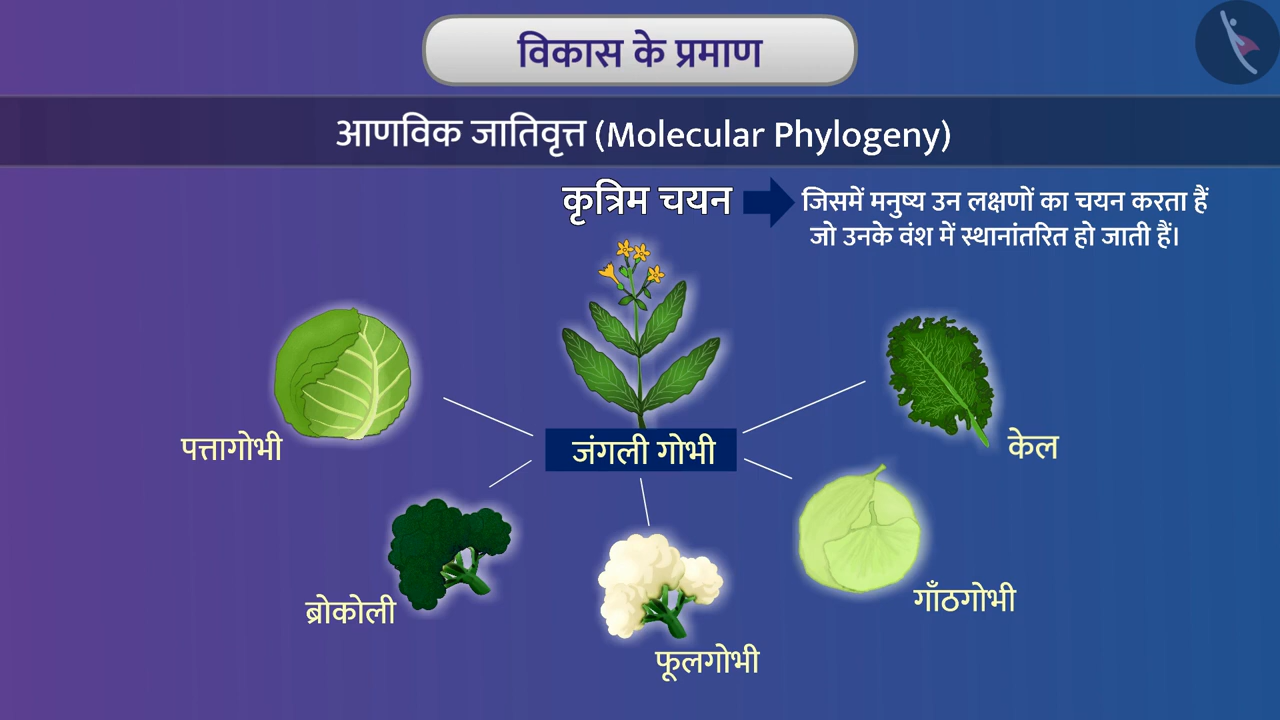 विकास के प्रमाण
आणविक जातिवृत्त (Molecular Phylogeny)
कृत्रिम चयन
जिसमें मनुष्य उन लक्षणों का चयन करता हैं
जो उनके वंश में स्थानांतरित हो जाती हैं।
पत्तागोभी
जंगली गोभी
केल
ब्रोकोली
गाँठगोभी
फूलगोभी